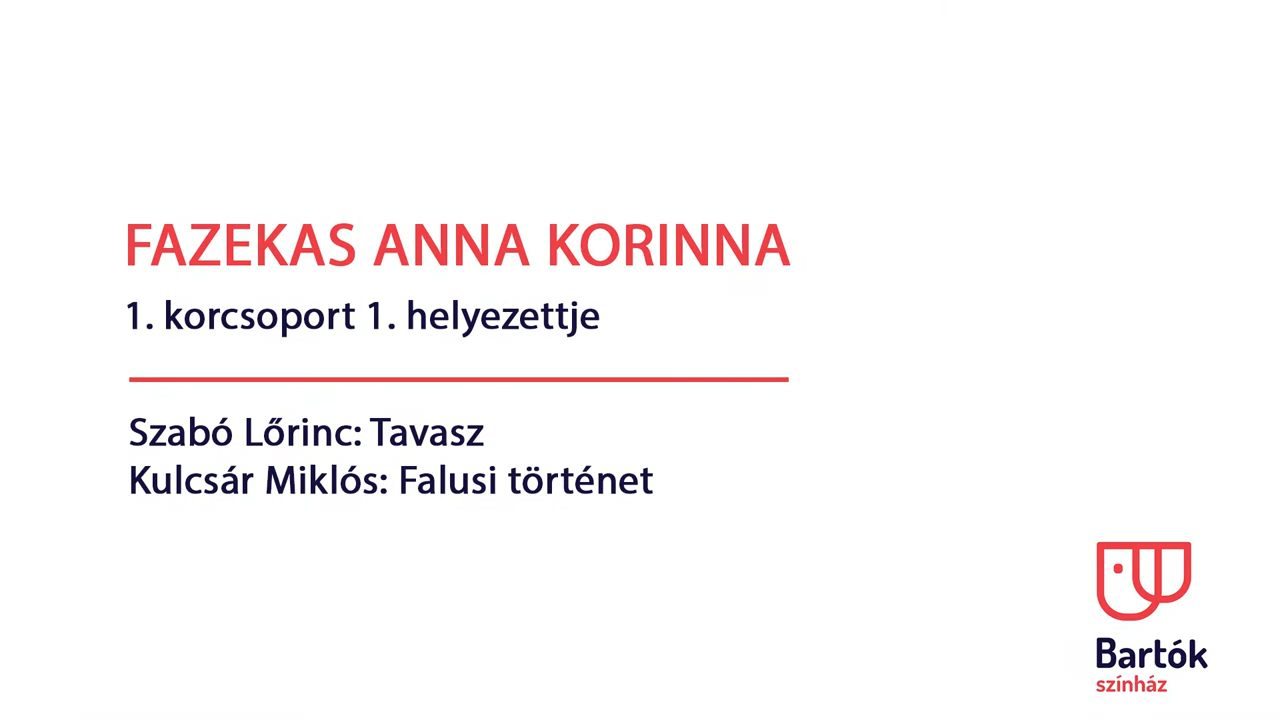 FAZEKAS ANNA KORINNA
1. korcsoport 1. helyezettje
Szabó Lőrinc: Tavasz
Kulcsár Miklós: Falusi történet
Bartók
színház